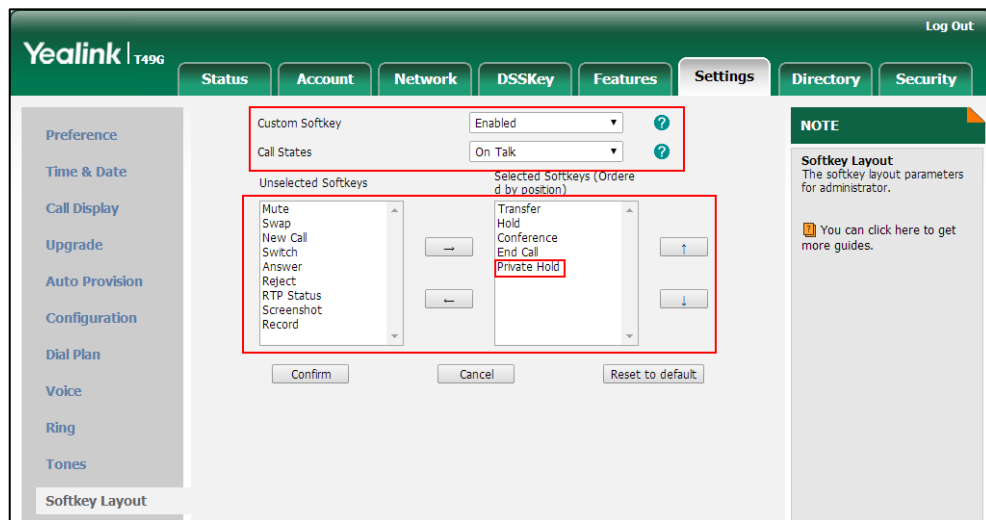 Log Out
Yealink T49G
Status Account Network DSSKey Features Settings Directory Security
Preference
Time & Date
Call Display
Upgrade
Auto Provision
Configuration
Dial Plan
Voice
Ring
Tones
Softkey Layout
Custom Softkey Enabled ?
Call States On Talk ?
Unselected Softkeys
Selected Softkeys (Ordere
d by position)
Mute
Swap
New Call
Switch
Answer
Reject
RTP Status
Screenshot
Record
→
←
Transfer
Hold
Conference
End Call
Private Hold
↑
↓
Confirm Cancel Reset to default
NOTE
Softkey Layout
The softkey layout parameters
for administrator.
? You can click here to get
more guides.